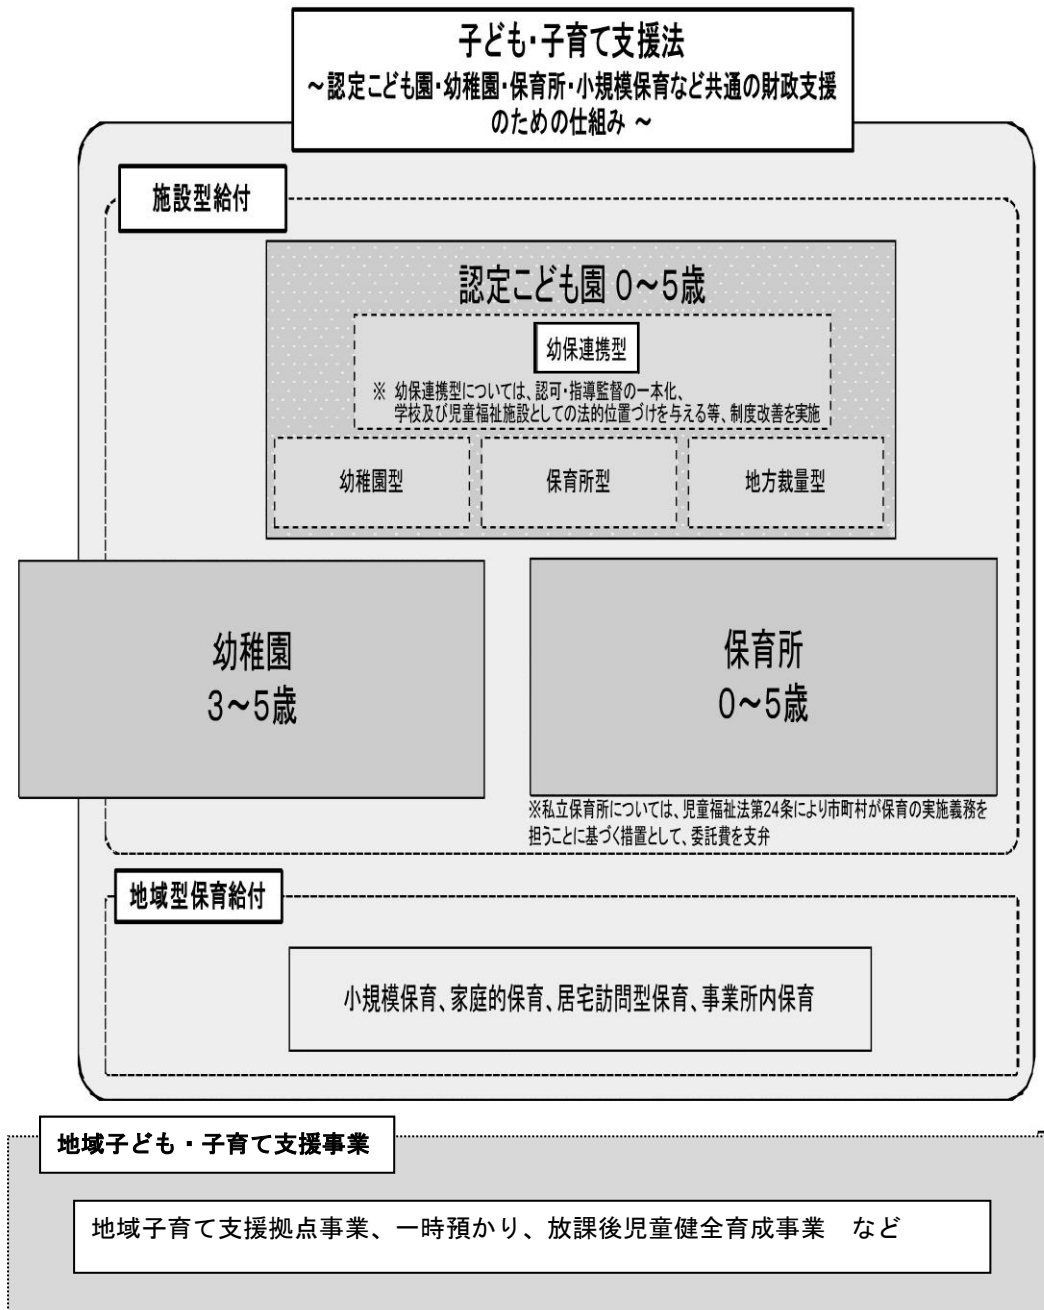 子ども・子育て支援法
～認定こども園・幼稚園・保育所・小規模保育など共通の財政支援
のための仕組み ～
施設型給付
認定こども園 0～5歳
幼保連携型
※ 幼保連携型については、認可・指導監督の一本化、
学校及び児童福祉施設としての法的位置づけを与える等、制度改善を実施
幼稚園型
保育所型
地方裁量型
幼稚園
3～5歳
保育所
0～5歳
※私立保育所については、児童福祉法第24条により市町村が保育の実施義務を
担うことに基づく措置として、委託費を支弁
地域型保育給付
小規模保育、家庭的保育、居宅訪問型保育、事業所内保育
地域子ども・子育て支援事業
地域子育て支援拠点事業、一時預かり、放課後児童健全育成事業　など